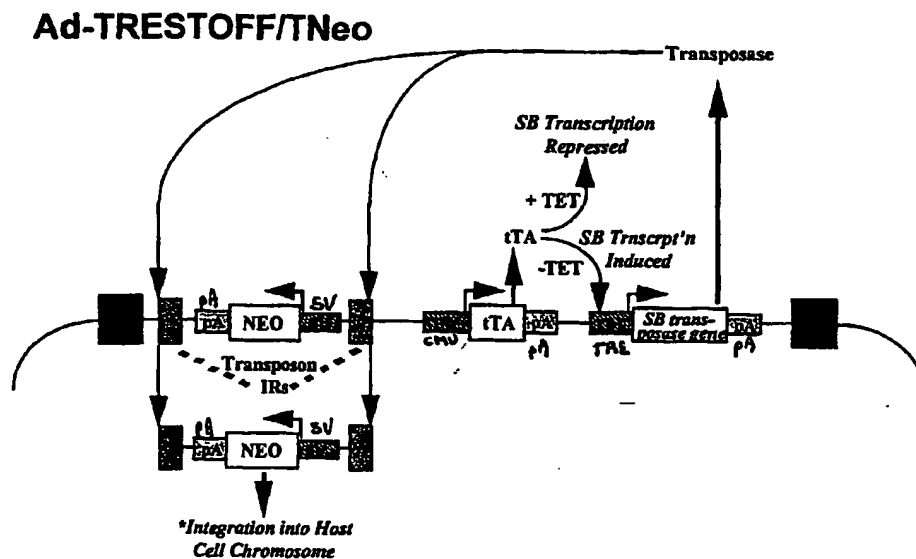 Ad-TRESTOFF/TNeo
Transposase
SB Transcription
Repressed
+ TET
tTA
SB Trnscrpt'n
Induced
-TET
pA
SV
pA
NEO
CMV
tTA
pA
pA
TRE
SB trans-
posase gene
pA
pA
Transposon
IRs
pA
SV
pA
NEO
*Integration into Host
Cell Chromosome